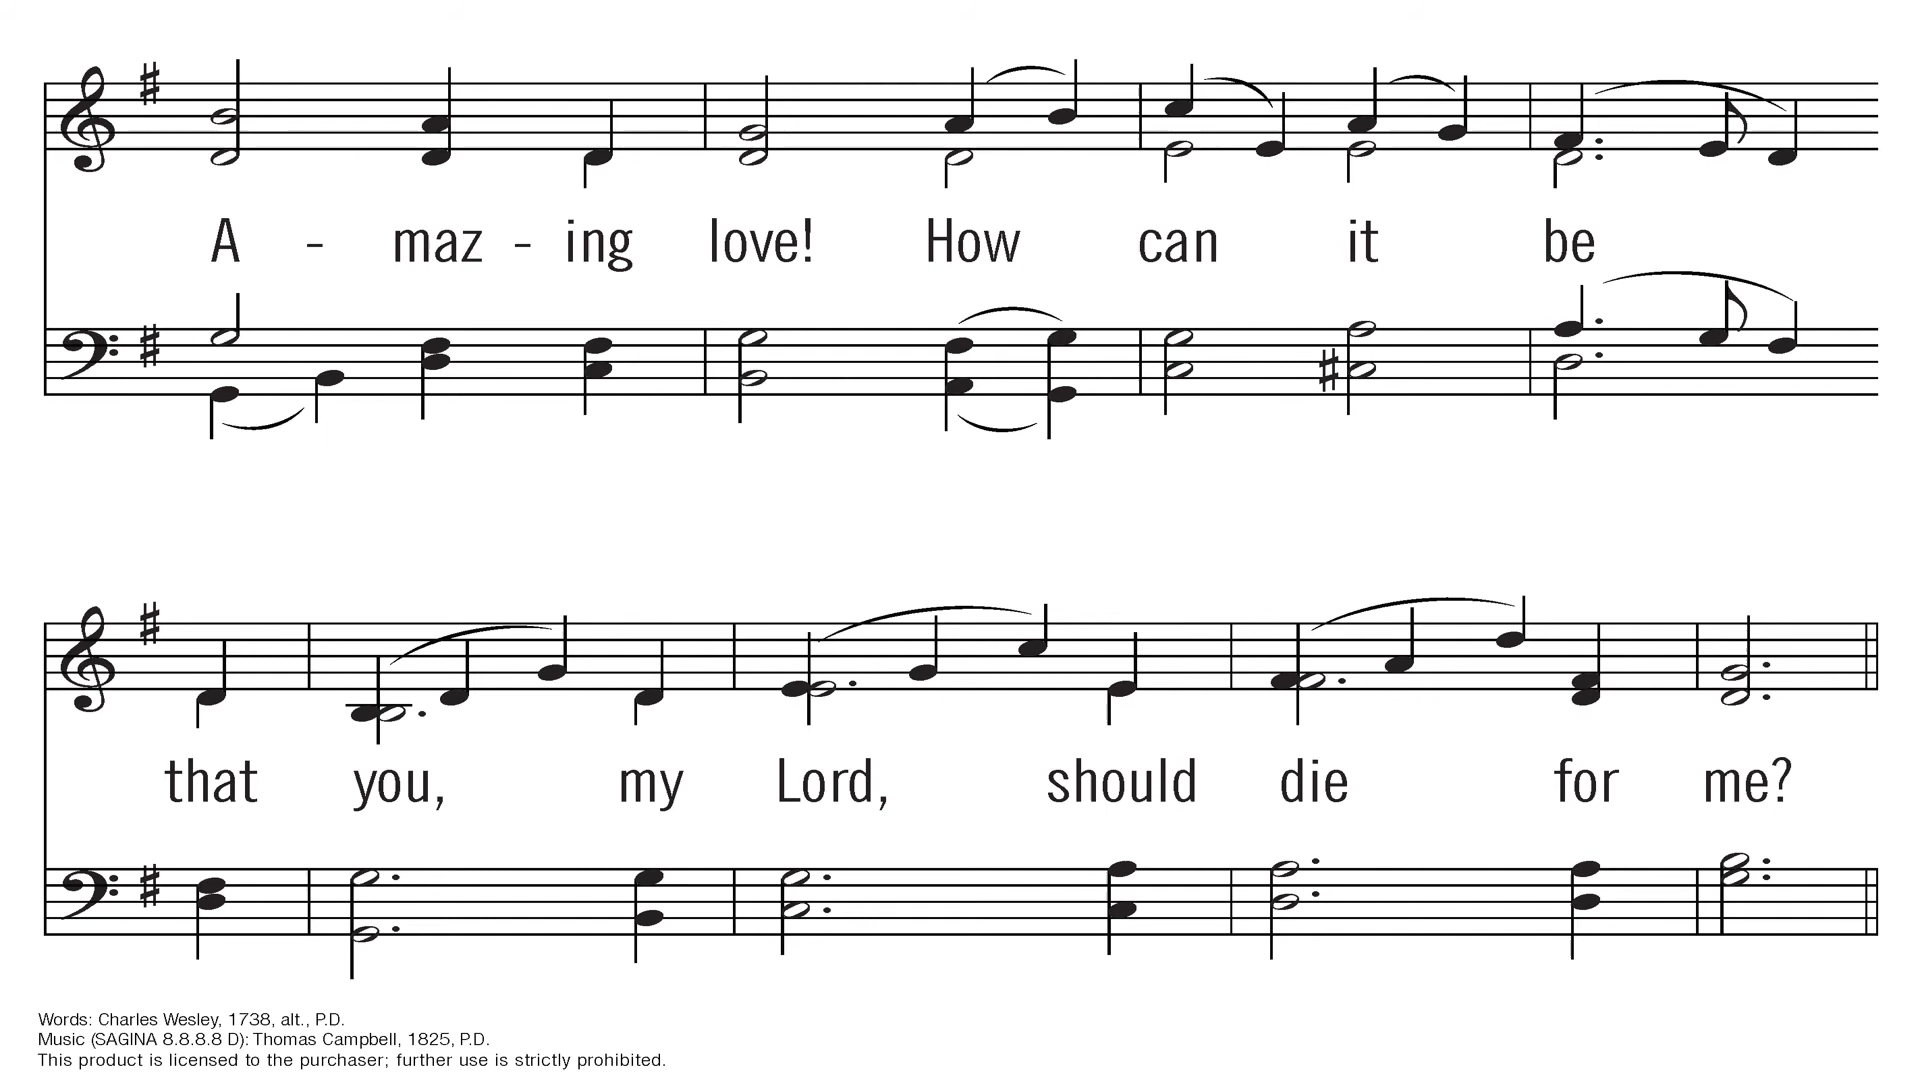 A - maz - ing love! How can it be
that you, my Lord, should die for me?
Words: Charles Wesley, 1738, alt., P.D.
Music (SAGINA 8.8.8.8 D): Thomas Campbell, 1825, P.D.
This product is licensed to the purchaser; further use is strictly prohibited.